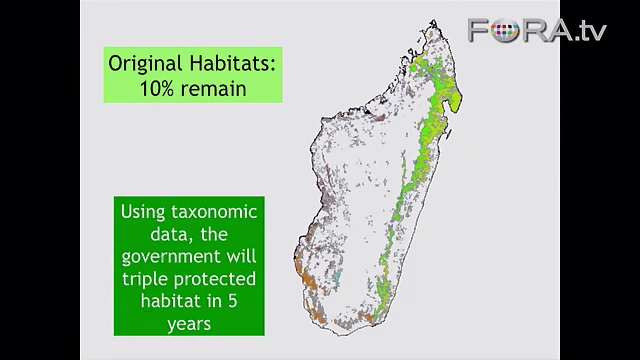 FORA.tv
Original Habitats:
10% remain
Using taxonomic
data, the
government will
triple protected
habitat in 5
years